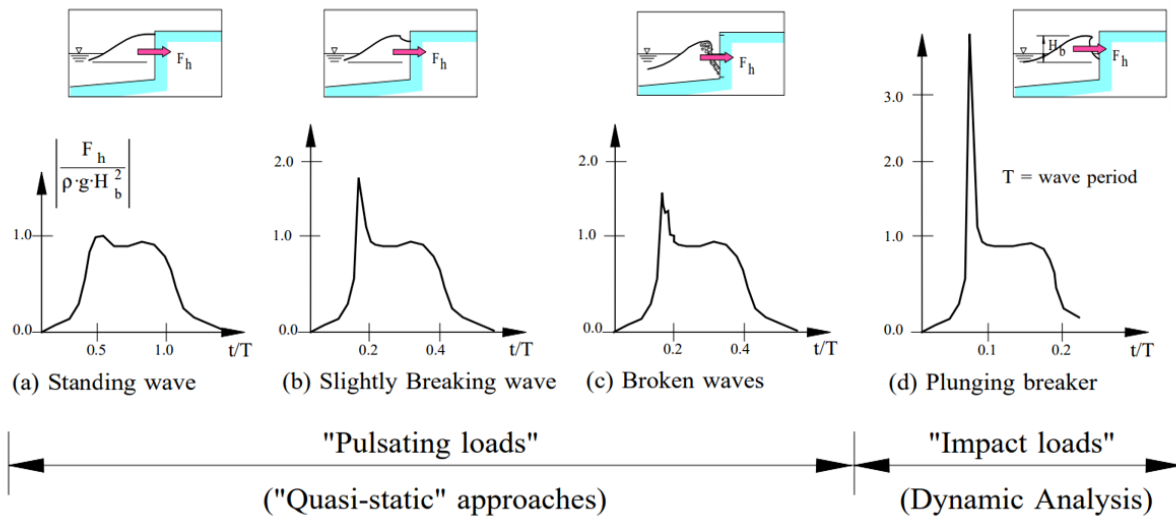 F_h
F_h
F_h
H_b
F_h
| F_h / ρ·g·H_b^2 |
1.0
0.0
0.5
1.0
t/T
2.0
1.0
0.0
0.2
0.4
t/T
2.0
1.0
0.0
0.2
0.4
t/T
3.0
2.0
1.0
0.0
0.1
0.2
t/T
T = wave period
(a) Standing wave
(b) Slightly Breaking wave
(c) Broken waves
(d) Plunging breaker
"Pulsating loads"
"Impact loads"
("Quasi-static" approaches)
(Dynamic Analysis)